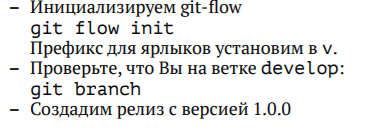 – Инициализируем git-flow
git flow init
Префикс для ярлыков установим в v.
– Проверьте, что Вы на ветке develop:
git branch
– Создадим релиз с версией 1.0.0